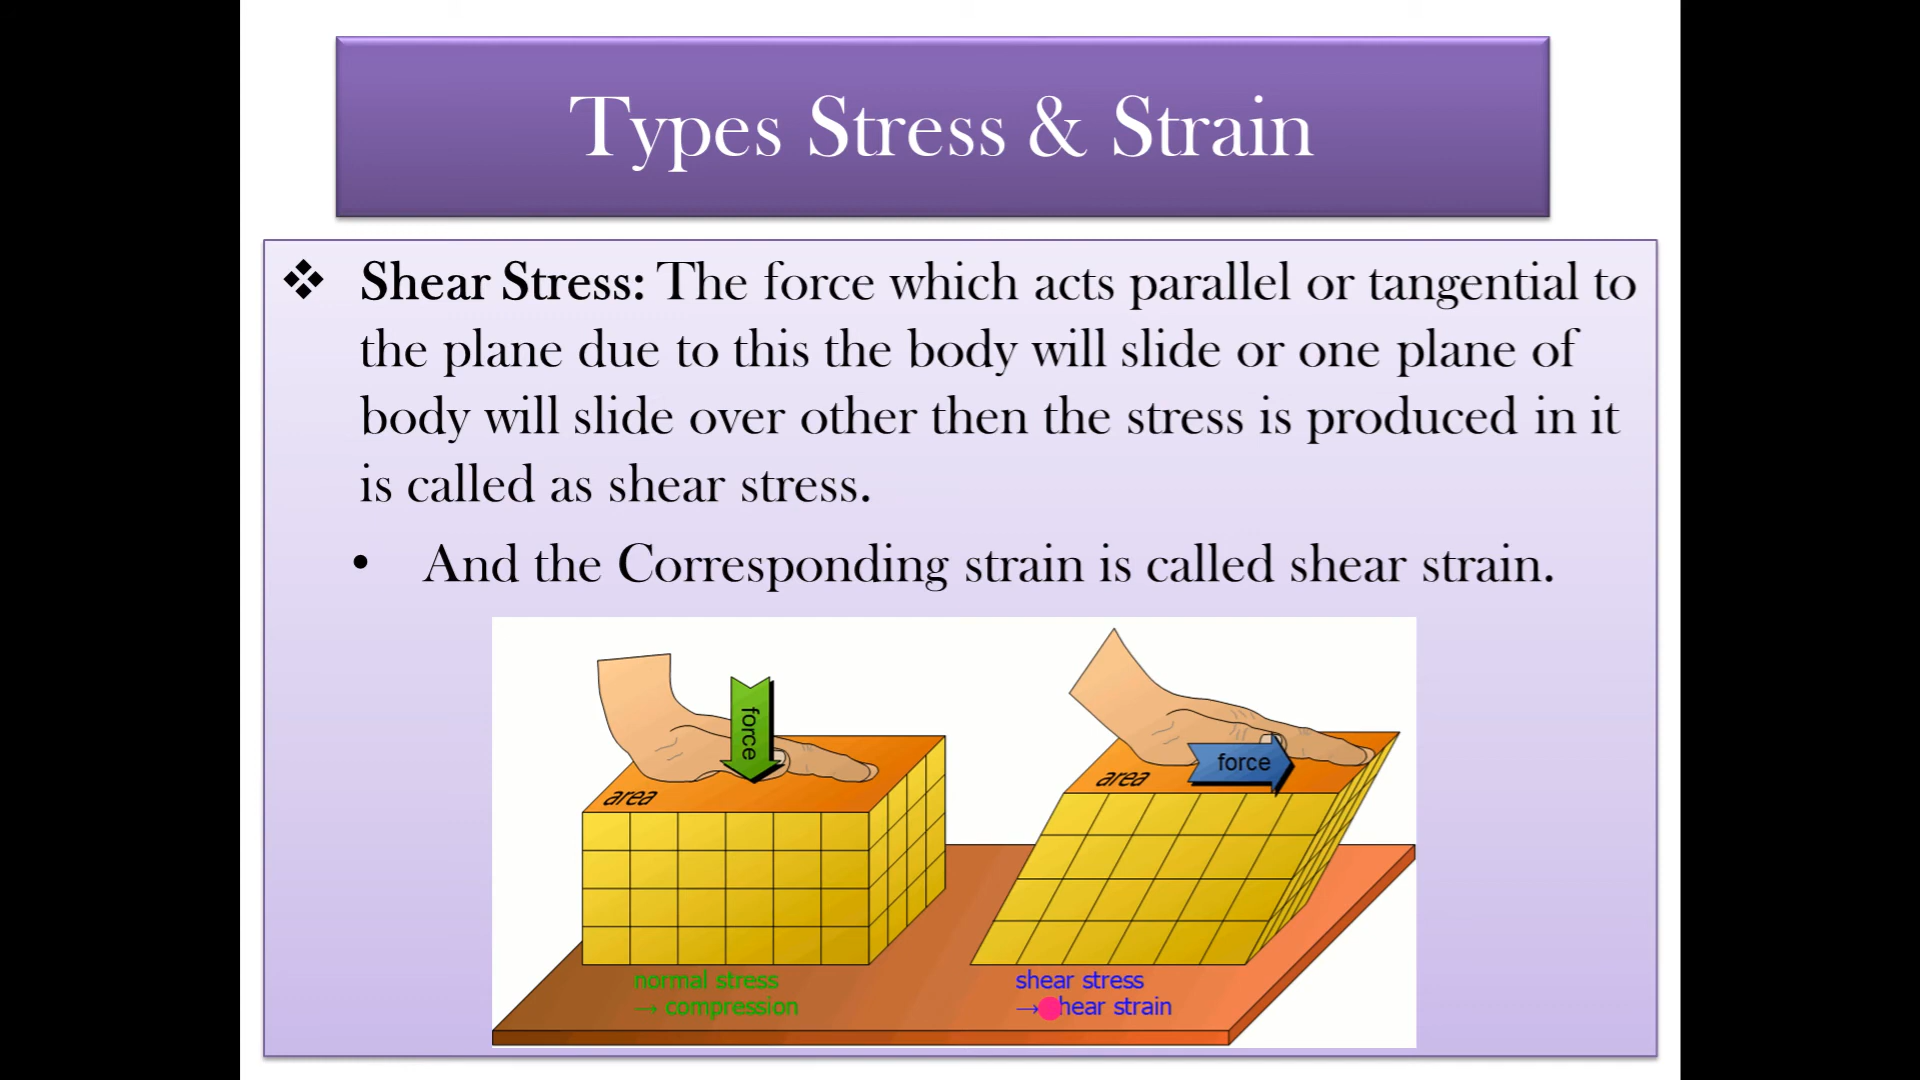 Types Stress & Strain
❖ Shear Stress: The force which acts parallel or tangential to
the plane due to this the body will slide or one plane of
body will slide over other then the stress is produced in it
is called as shear stress.
• And the Corresponding strain is called shear strain.
force
area
force
area
normal stress
→ compression
shear stress
→ shear strain